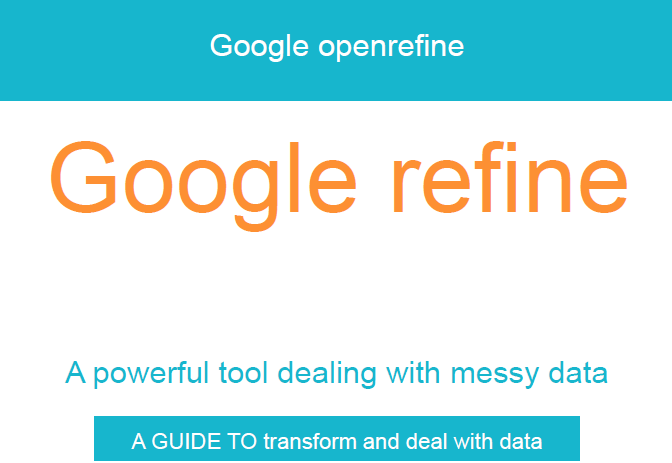 Google openrefine
Google refine
A powerful tool dealing with messy data
A GUIDE TO transform and deal with data